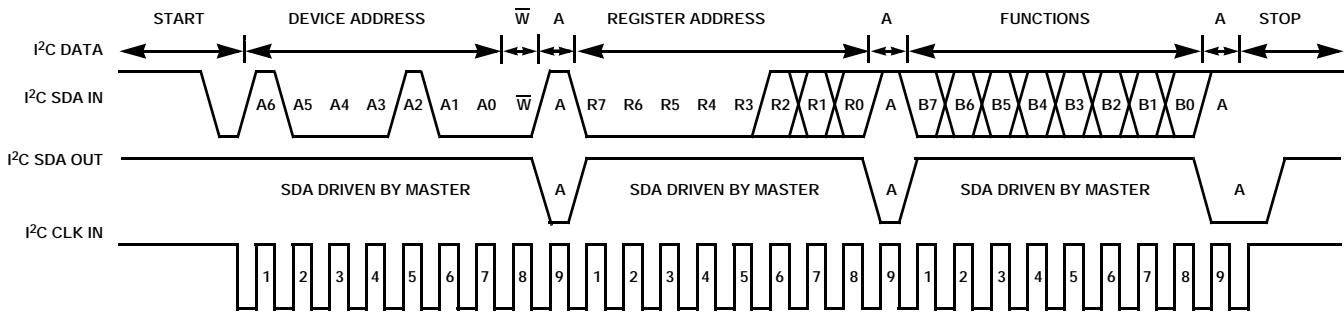 START DEVICE ADDRESS W̅ A REGISTER ADDRESS A FUNCTIONS A STOP
I²C DATA
I²C SDA IN A6 A5 A4 A3 A2 A1 A0 W̅ A R7 R6 R5 R4 R3 R2 R1 R0 A B7 B6 B5 B4 B3 B2 B1 B0 A
I²C SDA OUT
SDA DRIVEN BY MASTER A SDA DRIVEN BY MASTER A SDA DRIVEN BY MASTER A
I²C CLK IN
1 2 3 4 5 6 7 8 9 1 2 3 4 5 6 7 8 9 1 2 3 4 5 6 7 8 9